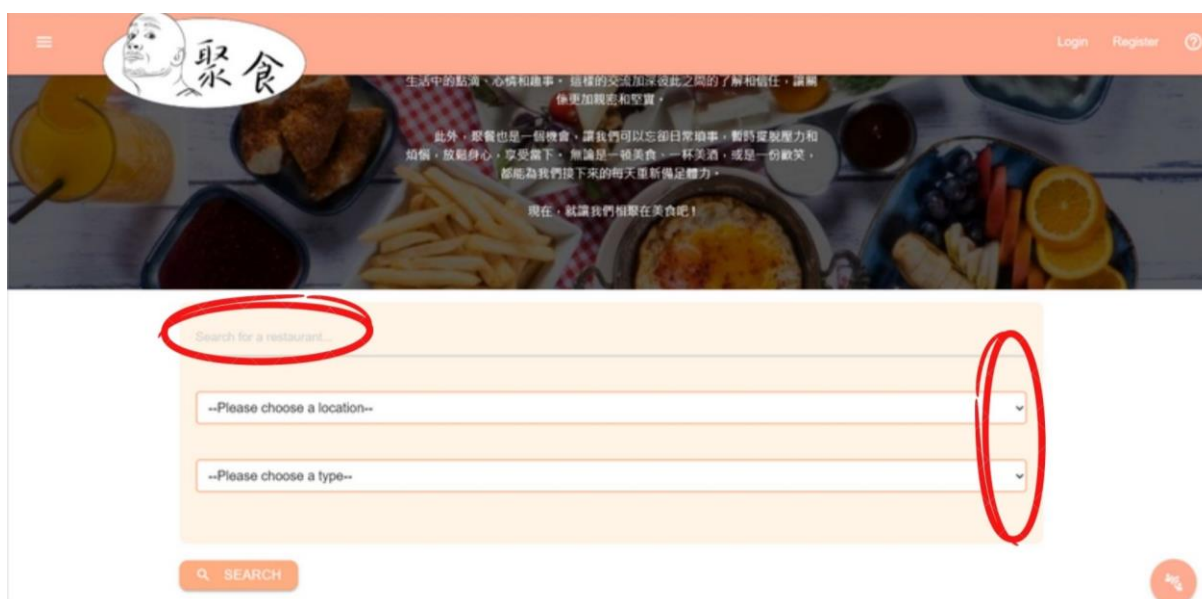 聚食
Login Register
生活中的點滴、心情和趣事。 這樣的交流加深彼此之間的了解和信任,讓關
係更加親密和堅實。
此外,聚餐也是一個機會,讓我們可以忘卻日常瑣事,暫時擺脫壓力和
煩惱,放鬆身心,享受當下。 無論是一頓美食、一杯美酒,或是一份歡笑,
都能為我們接下來的每天重新備足體力。
現在,就讓我們相聚在美食吧!
Search for a restaurant...
--Please choose a location--
--Please choose a type--
SEARCH